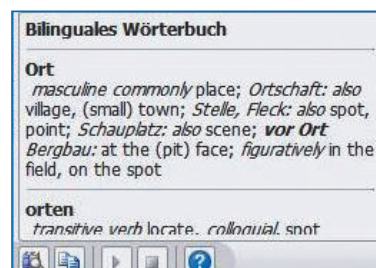 Bilinguales Wörterbuch
Ort
masculine commonly place; Ortschaft: also
village, (small) town; Stelle, Fleck: also spot,
point; Schauplatz: also scene; vor Ort
Bergbau: at the (pit) face; figuratively in the
field, on the spot
orten
transitive verb locate, colloquial. spot